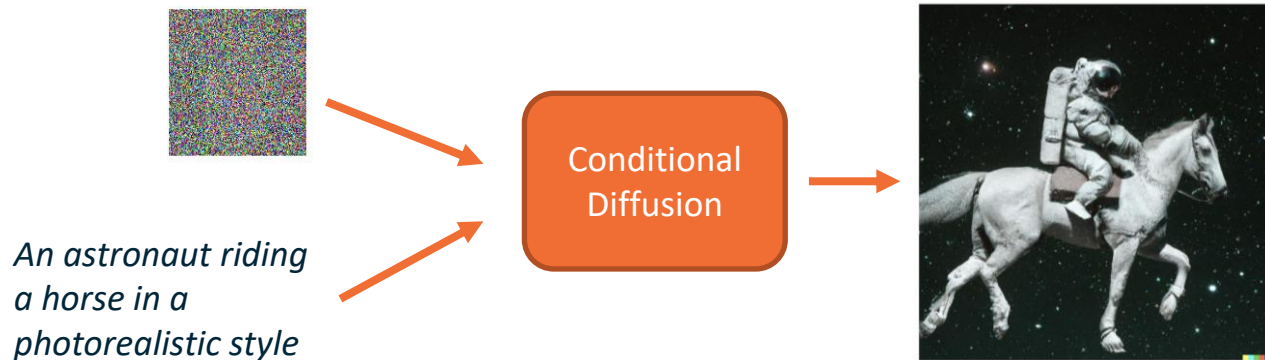 Conditional
Diffusion
An astronaut riding
a horse in a
photorealistic style